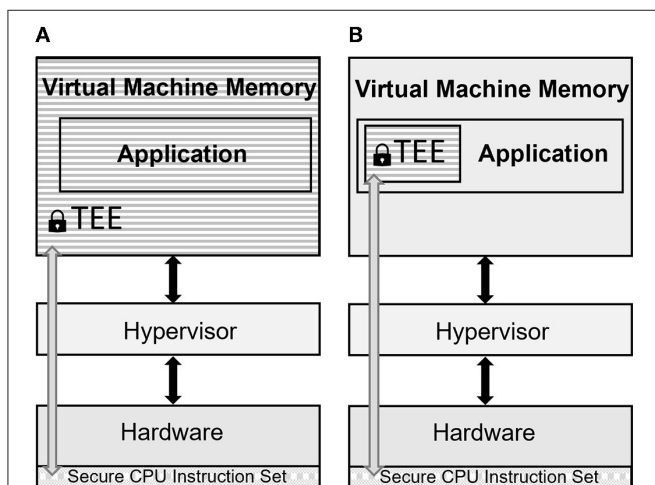 A
Virtual Machine Memory
Application
TEE
Hypervisor
Hardware
Secure CPU Instruction Set
B
Virtual Machine Memory
TEE Application
Hypervisor
Hardware
Secure CPU Instruction Set